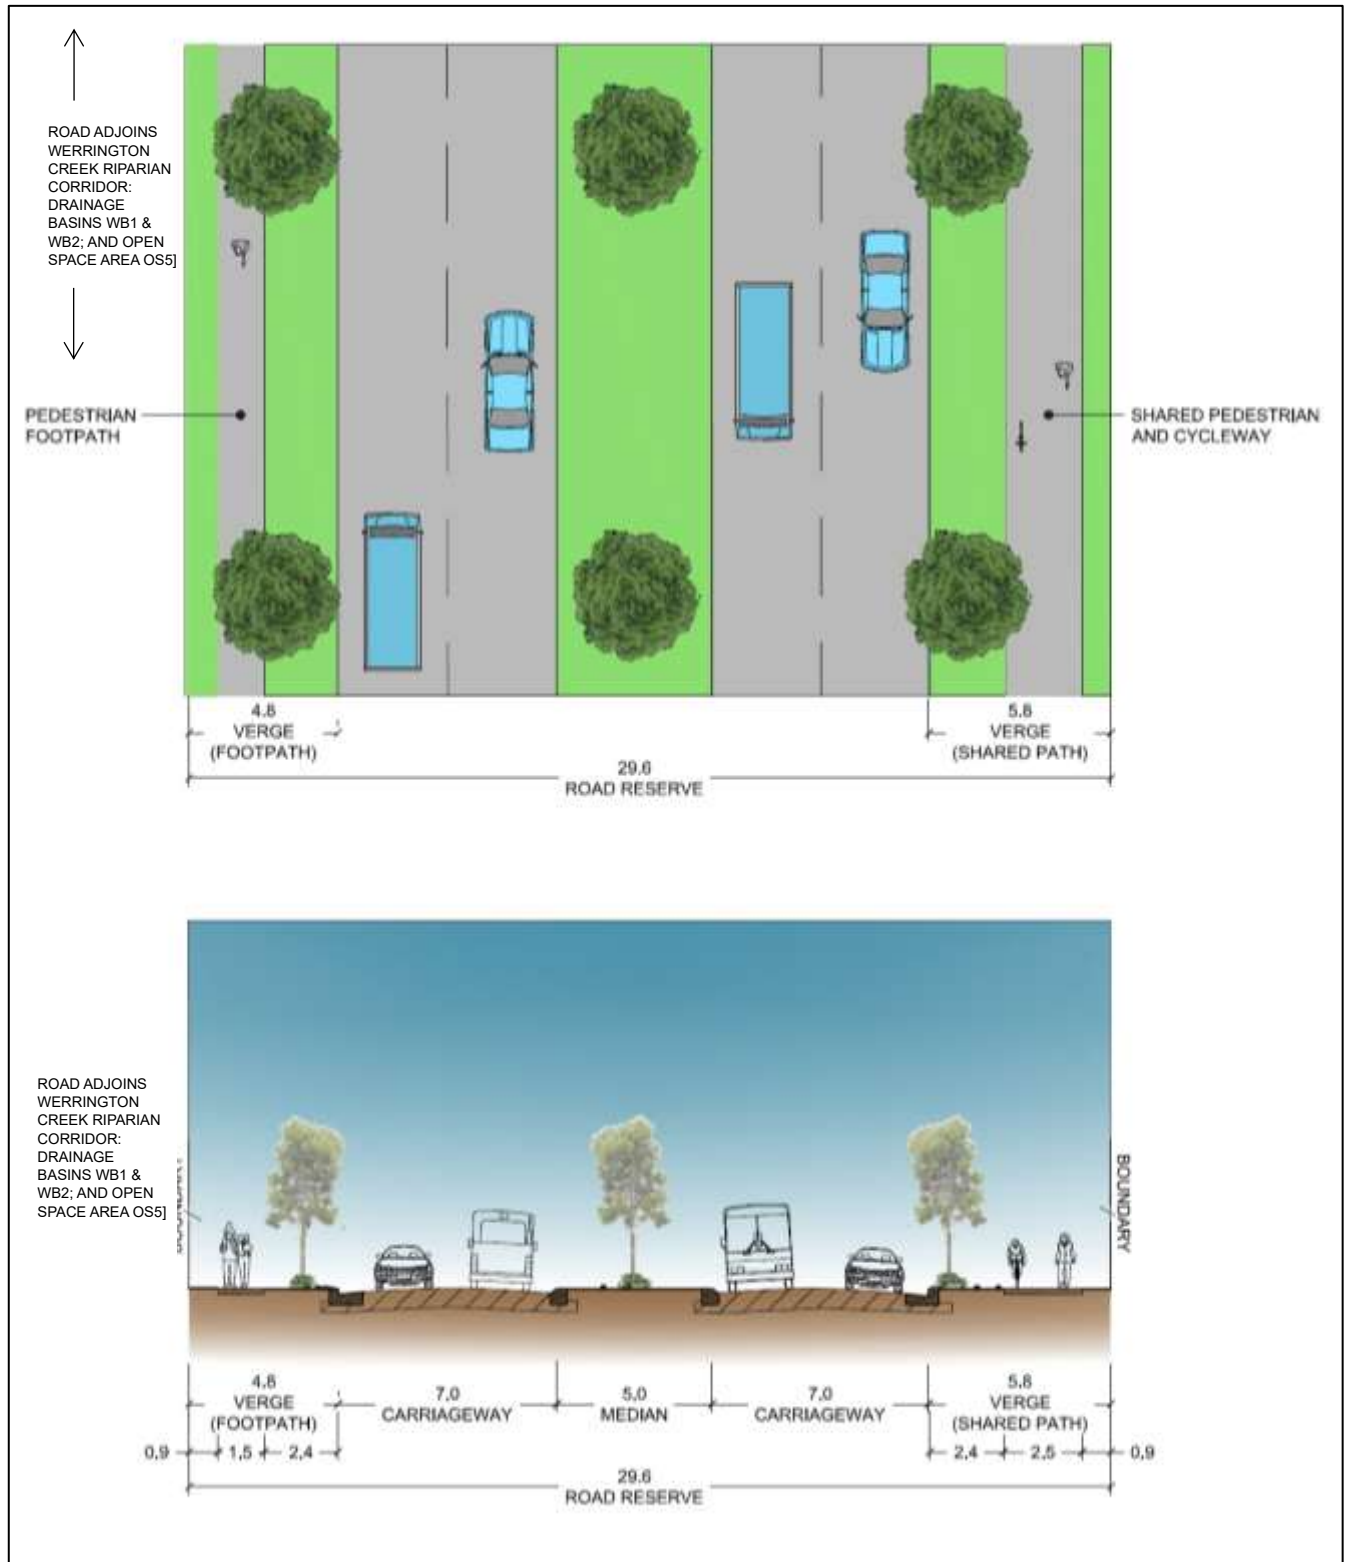 ROAD ADJOINS
WERRINGTON
CREEK RIPARIAN
CORRIDOR:
DRAINAGE
BASINS WB1 &
WB2; AND OPEN
SPACE AREA OS5]
PEDESTRIAN
FOOTPATH
SHARED PEDESTRIAN
AND CYCLEWAY
4.8
VERGE
(FOOTPATH)
5.8
VERGE
(SHARED PATH)
29.6
ROAD RESERVE
ROAD ADJOINS
WERRINGTON
CREEK RIPARIAN
CORRIDOR:
DRAINAGE
BASINS WB1 &
WB2; AND OPEN
SPACE AREA OS5]
BOUNDARY
4.8
VERGE
(FOOTPATH)
7.0
CARRIAGEWAY
5.0
MEDIAN
7.0
CARRIAGEWAY
5.8
VERGE
(SHARED PATH)
0.9 1.5 2.4 2.4 2.5 0.9
29.6
ROAD RESERVE